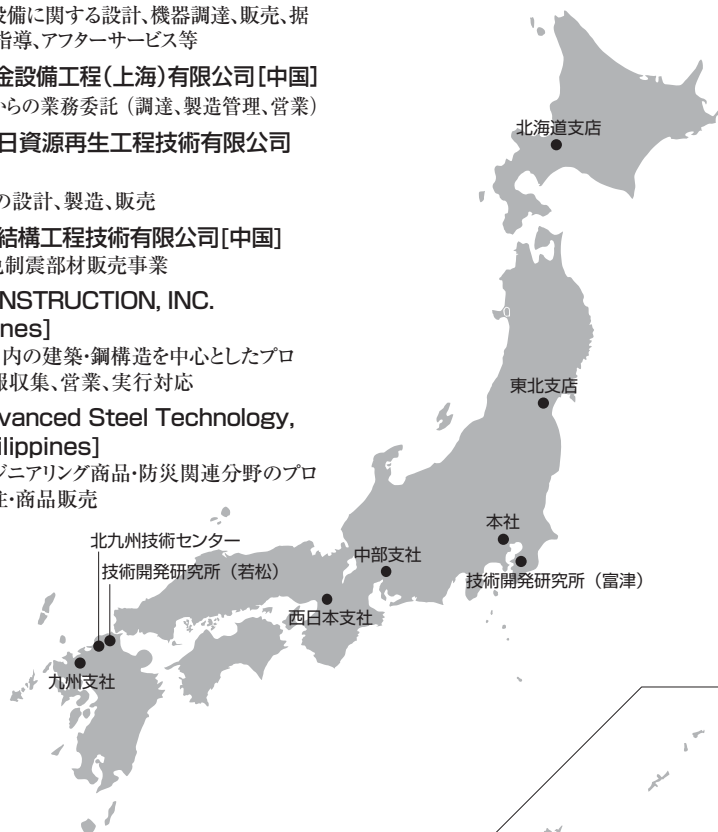 设備に関する設計、機器調達、販売、据
指導、アフターサービス等
金設備工程（上海）有限公司[中国]
からの業務委託（調達、製造管理、営業）
日資源再生工程技術有限公司
の設計、製造、販売
結構工程技術有限公司[中国]
制震部材販売事業
NSTRUCTION, INC.
nes]
内の建築・鋼構造を中心としたプロ
報収集、営業、実行対応
vanced Steel Technology,
ilippines]
ジニアリング商品・防災関連分野のプロ
注・商品販売
北海道支店
東北支店
本社
技術開発研究所（富津）
中部支社
西日本支社
北九州技術センター
技術開発研究所（若松）
九州支社